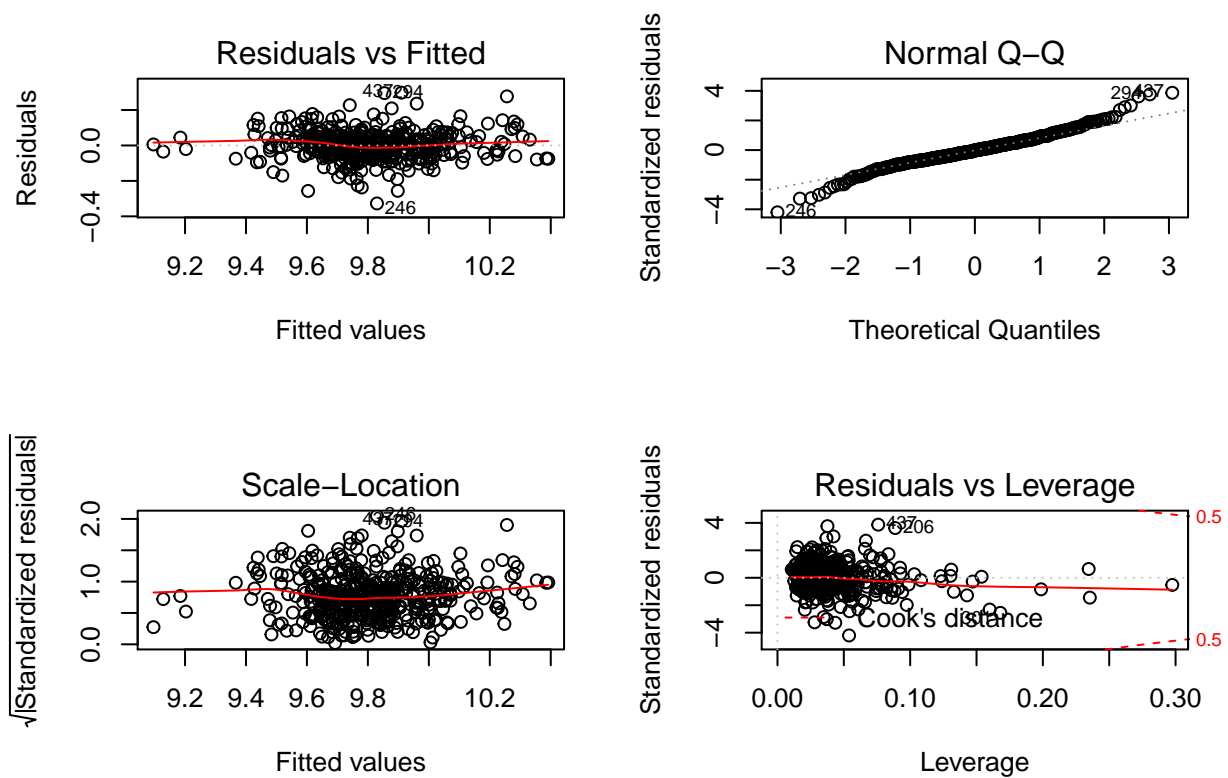 Residuals vs Fitted
Residuals
0.0
−0.4
437
294
246
9.2 9.4 9.6 9.8 10.2
Fitted values
Normal Q−Q
Standardized residuals
4
0
−4
294
437
246
−3 −2 −1 0 1 2 3
Theoretical Quantiles
Scale−Location
√|Standardized residuals|
2.0
1.0
0.0
246
437
294
9.2 9.4 9.6 9.8 10.2
Fitted values
Residuals vs Leverage
Standardized residuals
4
0
−4
437
206
0.5
0.5
Cook's distance
0.00 0.10 0.20 0.30
Leverage